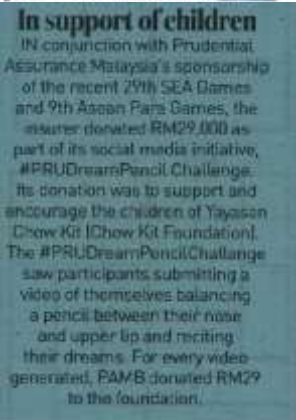 In support of children
IN conjunction with Prudential
Assurance Malaysia's sponsorship
of the recent 29th SEA Games
and 9th Asean Para Games, the
insurer donated RM29,000 as
part of its social media initiative,
#PRUDreamPencil Challenge.
Its donation was to support and
encourage the children of Yayasan
Chow Kit (Chow Kit Foundation).
The #PRUDreamPencilChallange
saw participants submitting a
video of themselves balancing
a pencil between their nose
and upper lip and reciting
their dreams. For every video
generated, PAMB donated RM29
to the foundation.